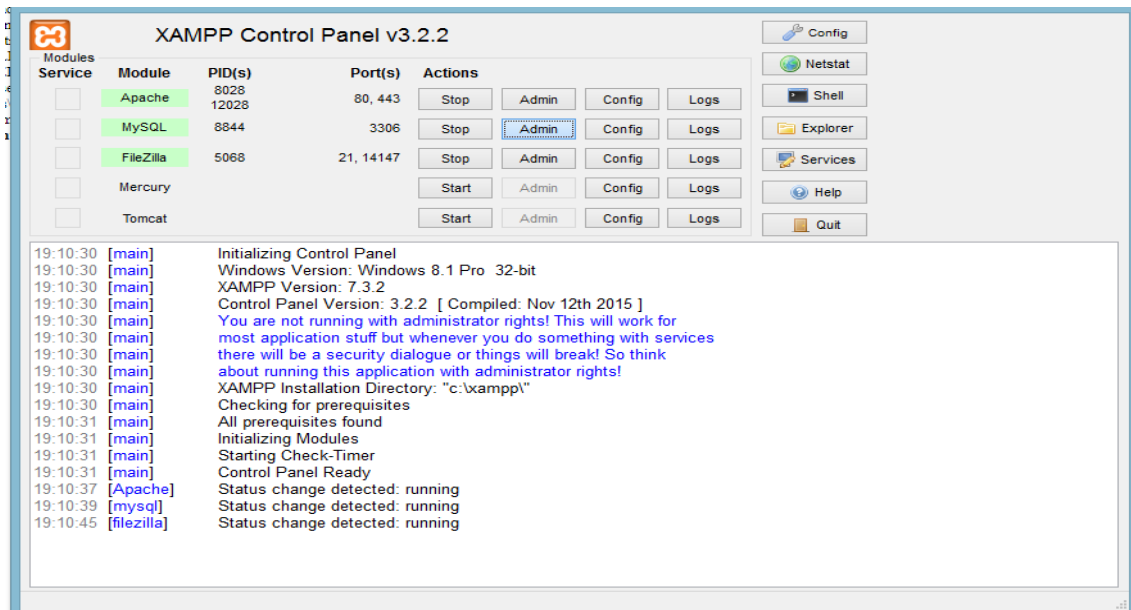 XAMPP Control Panel v3.2.2
Config
Modules
Netstat
Service Module PID(s) Port(s) Actions
Apache 8028 12028 80, 443 Stop Admin Config Logs
Shell
MySQL 8844 3306 Stop Admin Config Logs
Explorer
FileZilla 5068 21, 14147 Stop Admin Config Logs
Services
Mercury Start Admin Config Logs
Help
Tomcat Start Admin Config Logs
Quit
19:10:30 [main] Initializing Control Panel
19:10:30 [main] Windows Version: Windows 8.1 Pro 32-bit
19:10:30 [main] XAMPP Version: 7.3.2
19:10:30 [main] Control Panel Version: 3.2.2 [ Compiled: Nov 12th 2015 ]
19:10:30 [main] You are not running with administrator rights! This will work for
19:10:30 [main] most application stuff but whenever you do something with services
19:10:30 [main] there will be a security dialogue or things will break! So think
19:10:30 [main] about running this application with administrator rights!
19:10:30 [main] XAMPP Installation Directory: "c:\xampp\"
19:10:30 [main] Checking for prerequisites
19:10:31 [main] All prerequisites found
19:10:31 [main] Initializing Modules
19:10:31 [main] Starting Check-Timer
19:10:31 [main] Control Panel Ready
19:10:37 [Apache] Status change detected: running
19:10:39 [mysql] Status change detected: running
19:10:45 [filezilla] Status change detected: running